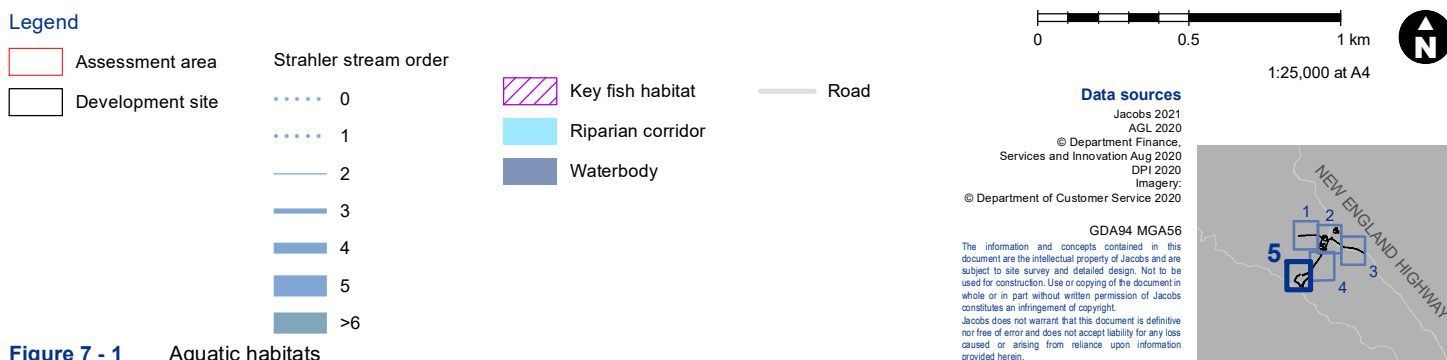 Legend
Assessment area
Development site
Strahler stream order
0
1
2
3
4
5
>6
Key fish habitat
Riparian corridor
Waterbody
Road
0 0.5 1 km
N
1:25,000 at A4
Data sources
Jacobs 2021
AGL 2020
© Department Finance,
Services and Innovation Aug 2020
DPI 2020
Imagery:
© Department of Customer Service 2020
GDA94 MGA56
The information and concepts contained in this
document are the intellectual property of Jacobs and are
subject to site survey and detailed design. Not to be
used for construction. Use or copying of the document in
whole or in part without written permission of Jacobs
constitutes an infringement of copyright.
Jacobs does not warrant that this document is definitive
nor free of error and does not accept liability for any loss
caused or arising from reliance upon information
provided herein.
NEW ENGLAND HIGHWAY
1
2
3
4
5
Figure 7 - 1 Aquatic habitats